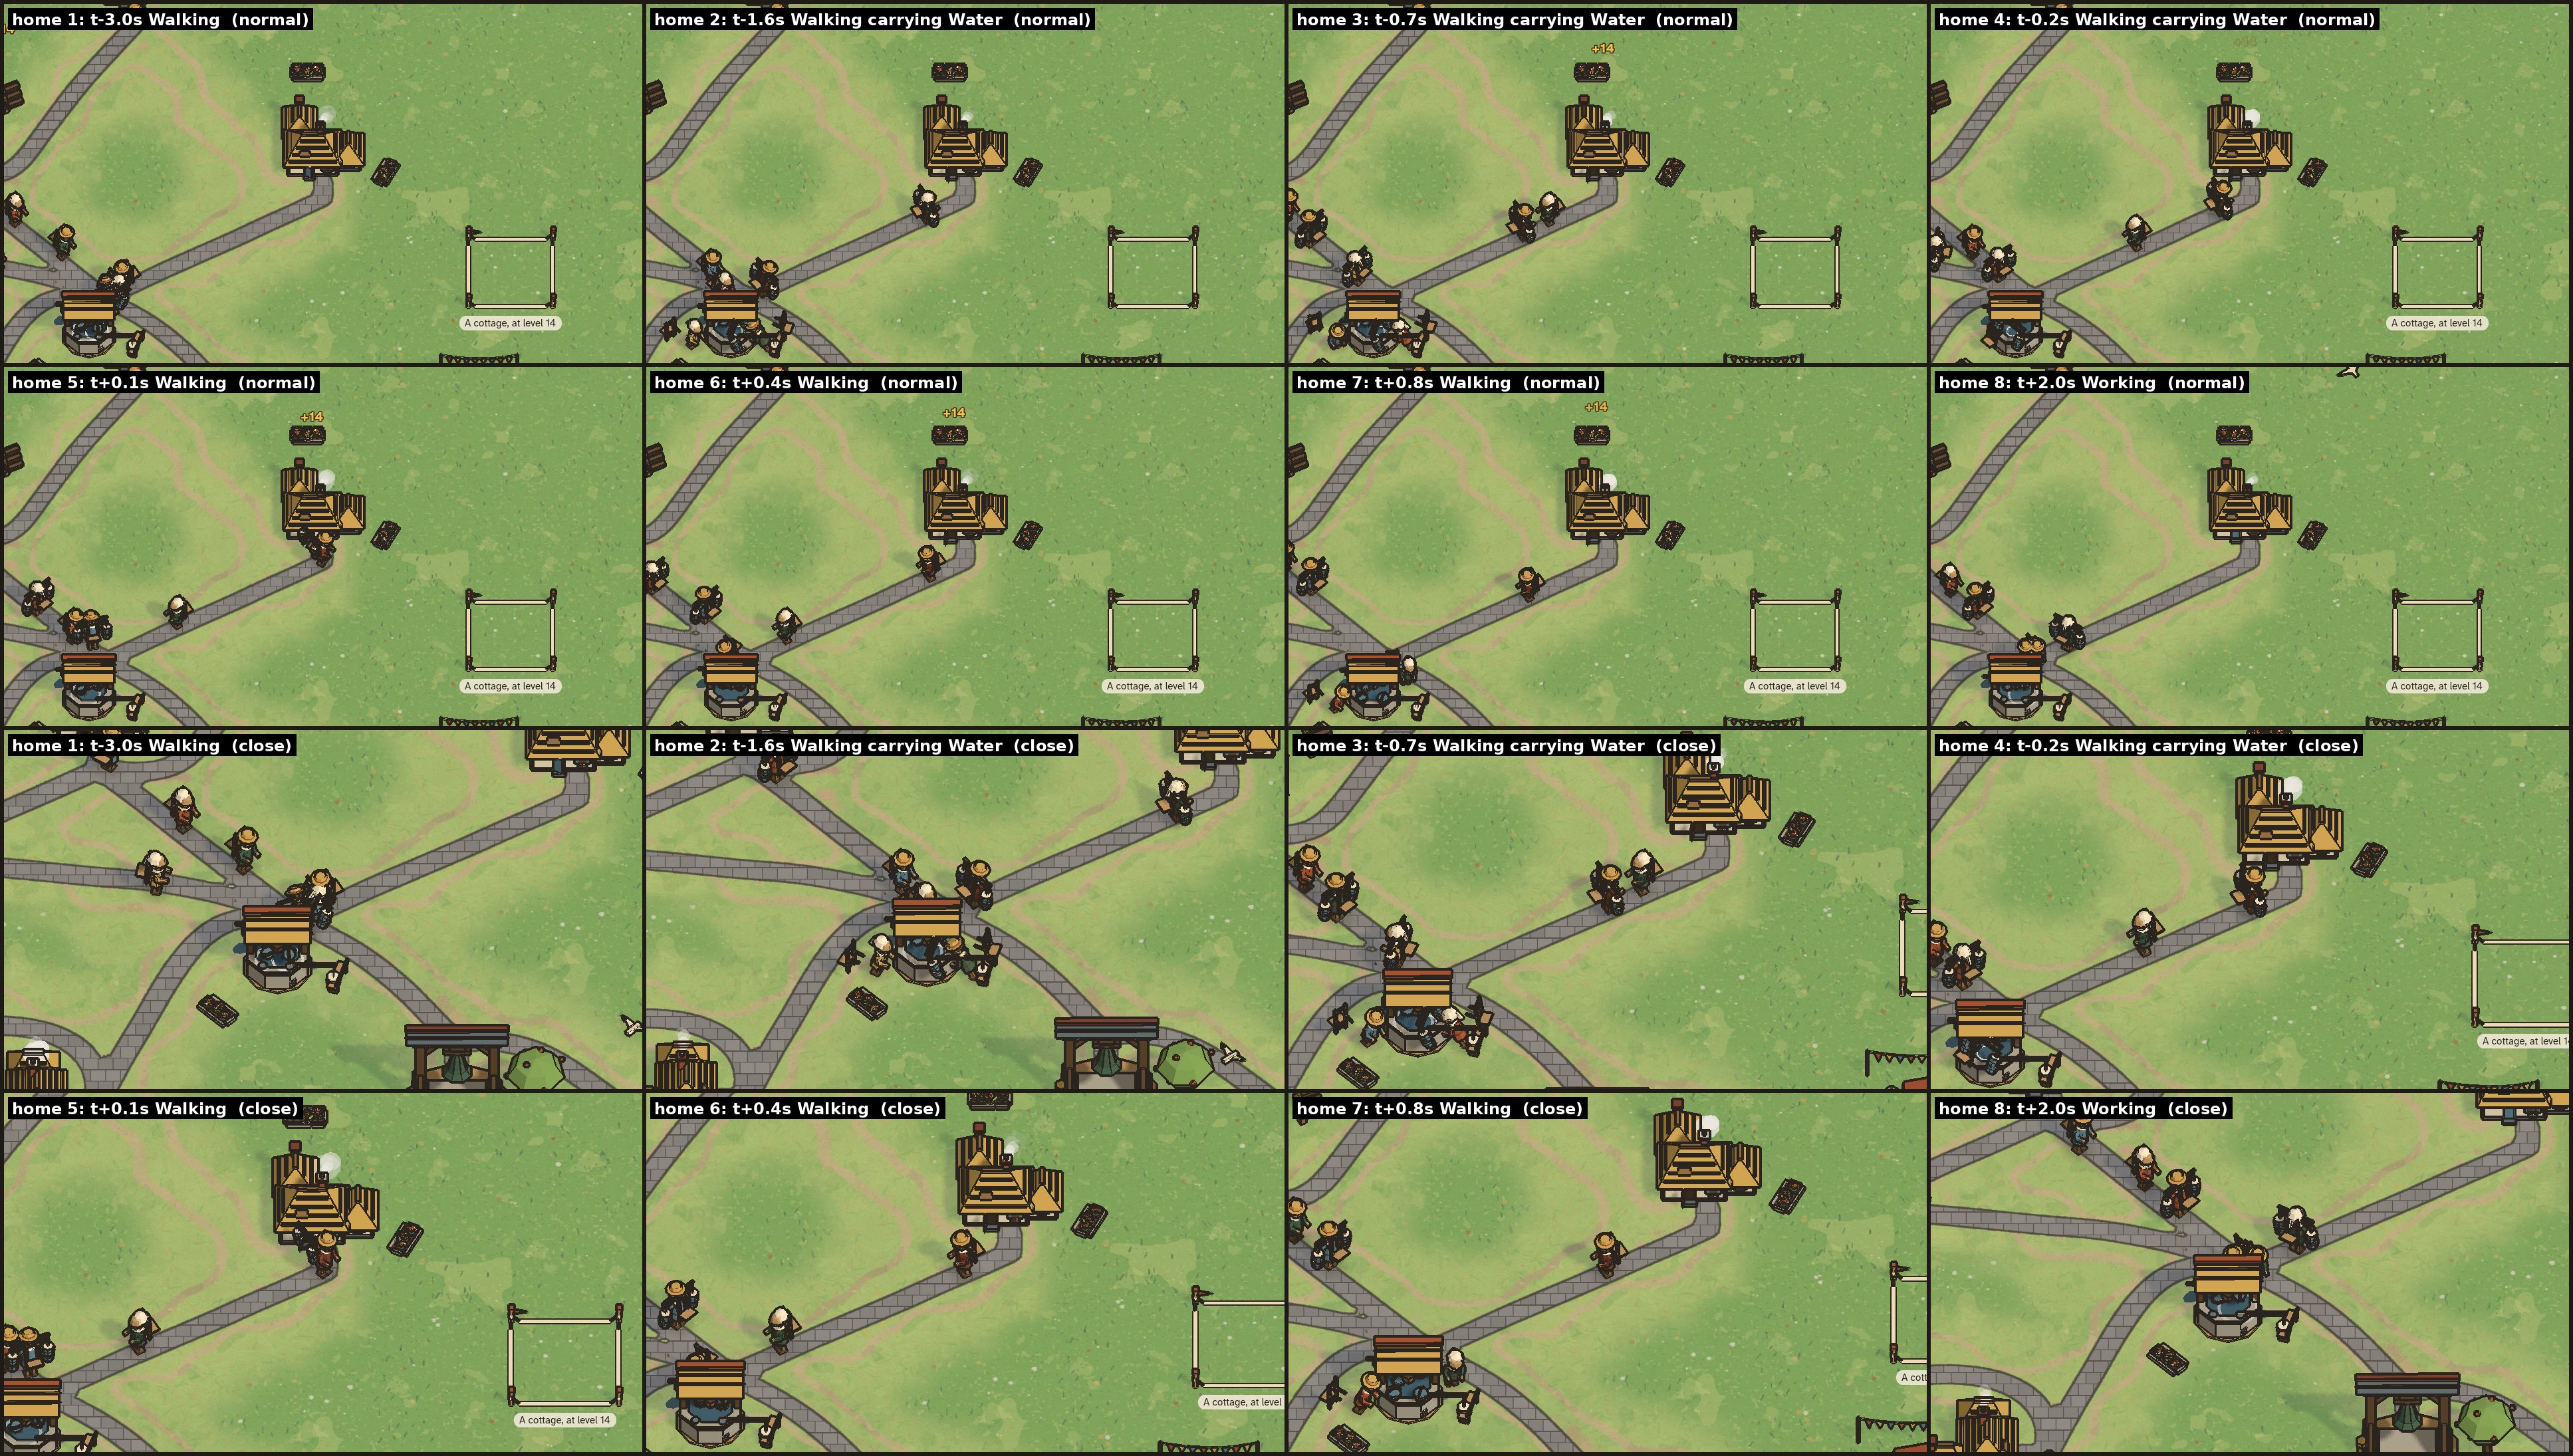 home 1: t-3.0s Walking (normal)
home 2: t-1.6s Walking carrying Water (normal)
home 3: t-0.7s Walking carrying Water (normal)
home 4: t-0.2s Walking carrying Water (normal)
+14
A cottage, at level 14
A cottage, at level 14
home 5: t+0.1s Walking (normal)
home 6: t+0.4s Walking (normal)
home 7: t+0.8s Walking (normal)
home 8: t+2.0s Working (normal)
+14
+14
+14
A cottage, at level 14
A cottage, at level 14
A cottage, at level 14
A cottage, at level 14
home 1: t-3.0s Walking (close)
home 2: t-1.6s Walking carrying Water (close)
home 3: t-0.7s Walking carrying Water (close)
home 4: t-0.2s Walking carrying Water (close)
A cottage, at level 1
home 5: t+0.1s Walking (close)
home 6: t+0.4s Walking (close)
home 7: t+0.8s Walking (close)
home 8: t+2.0s Working (close)
A cottage, at level 14
A cottage, at level
A cott